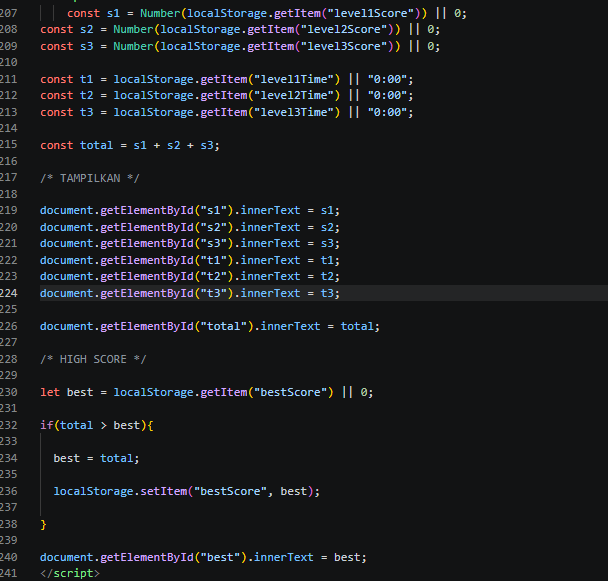 207 const s1 = Number(localStorage.getItem("level1Score")) || 0;
208 const s2 = Number(localStorage.getItem("level2Score")) || 0;
209 const s3 = Number(localStorage.getItem("level3Score")) || 0;
210
211 const t1 = localStorage.getItem("level1Time") || "0:00";
212 const t2 = localStorage.getItem("level2Time") || "0:00";
213 const t3 = localStorage.getItem("level3Time") || "0:00";
214
215 const total = s1 + s2 + s3;
216
217 /* TAMPILKAN */
218
219 document.getElementById("s1").innerText = s1;
220 document.getElementById("s2").innerText = s2;
221 document.getElementById("s3").innerText = s3;
222 document.getElementById("t1").innerText = t1;
223 document.getElementById("t2").innerText = t2;
224 document.getElementById("t3").innerText = t3;
225
226 document.getElementById("total").innerText = total;
227
228 /* HIGH SCORE */
229
230 let best = localStorage.getItem("bestScore") || 0;
231
232 if(total > best){
233
234 best = total;
235
236 localStorage.setItem("bestScore", best);
237
238 }
239
240 document.getElementById("best").innerText = best;
241 </script>